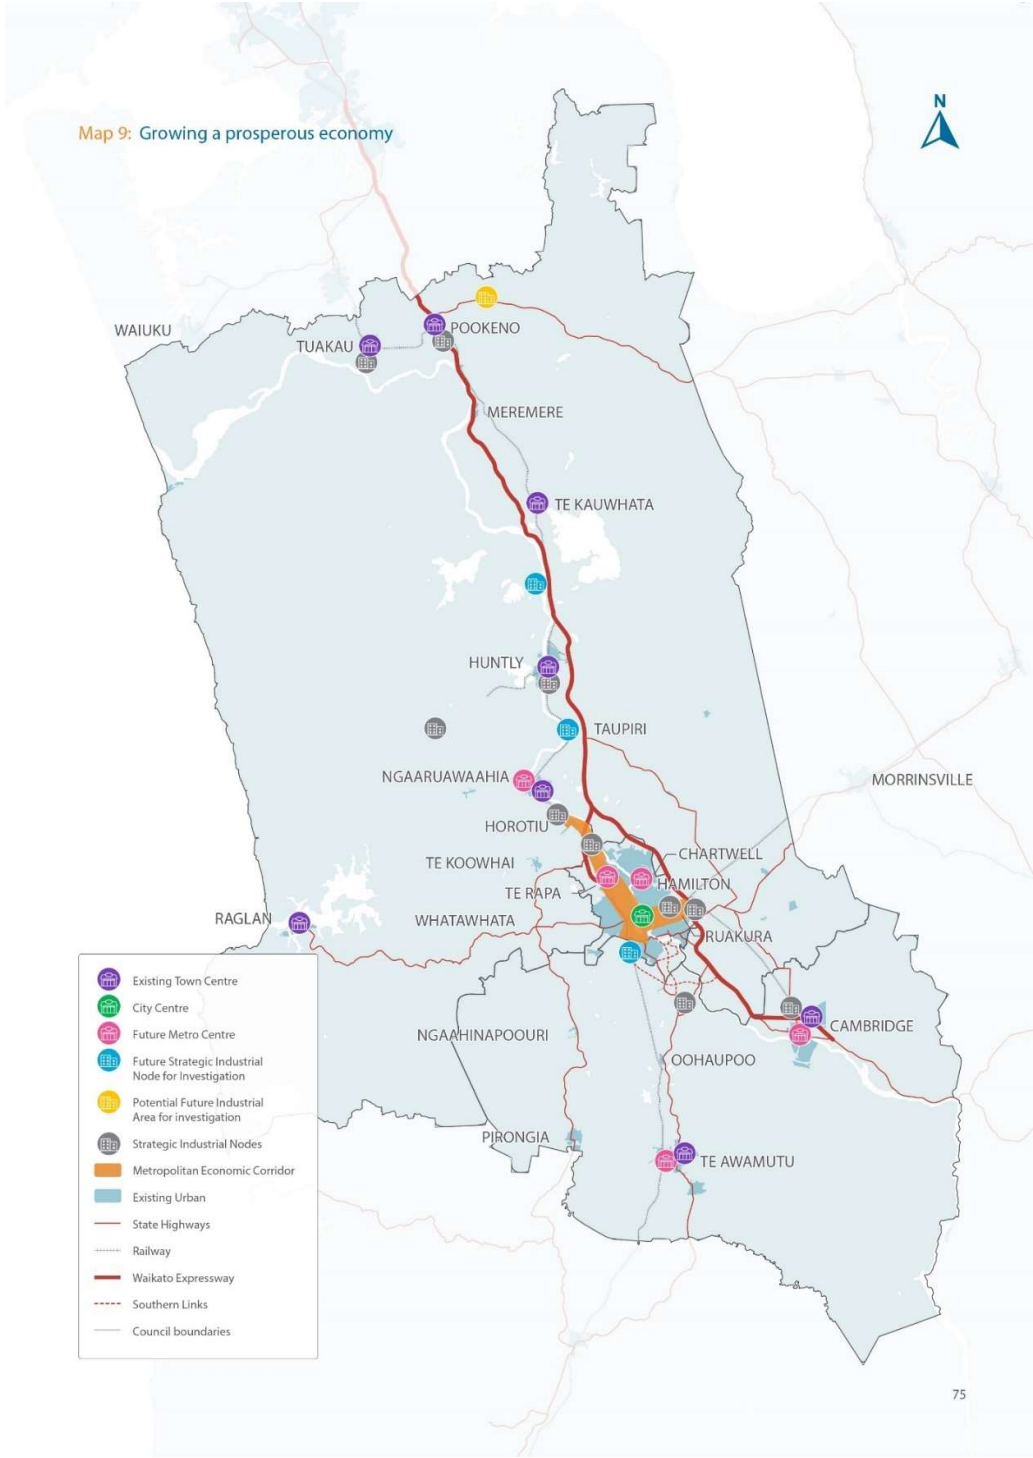 N
Map 9: Growing a prosperous economy
WAIUKU
POOKENO
TUAKAU
MEREMERE
TE KAUWHATA
HUNTLY
TAUPIRI
NGAARUAWAAHIA
MORRINSVILLE
HOROTIU
CHARTWELL
TE KOOWHAI
HAMILTON
TE RAPA
RAGLAN
WHATAWHATA
RUAKURA
CAMBRIDGE
NGAAHINAPOOURI
OOHAUPOO
PIRONGIA
TE AWAMUTU
Existing Town Centre
City Centre
Future Metro Centre
Future Strategic Industrial
Node for Investigation
Potential Future Industrial
Area for investigation
Strategic Industrial Nodes
Metropolitan Economic Corridor
Existing Urban
State Highways
Railway
Waikato Expressway
Southern Links
Council boundaries
75